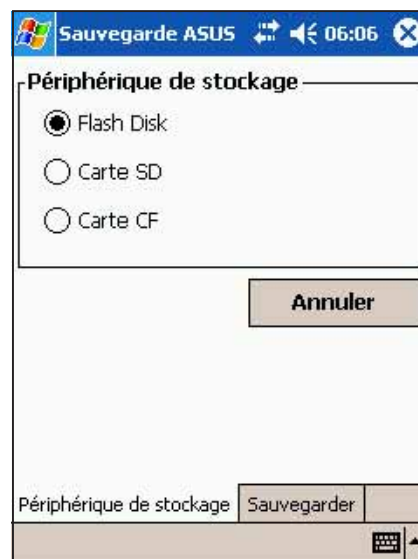 Sauvegarde ASUS 06:06
Périphérique de stockage
Flash Disk
Carte SD
Carte CF
Annuler
Périphérique de stockage Sauvegarder